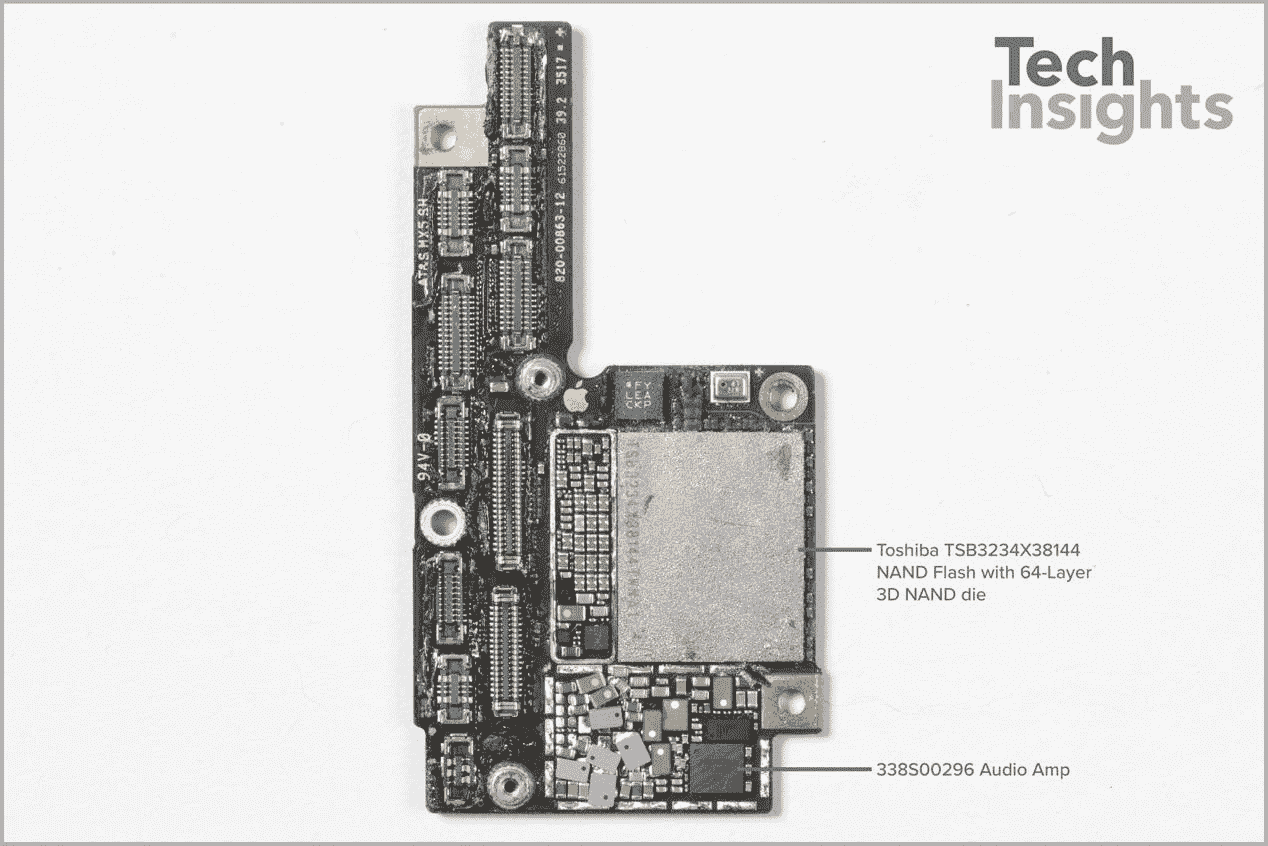 Tech
Insights
820-00863-12 61522860 39.2 3517
AT&S MX5 SH
94V-0
FY
LEA
CKP
Toshiba TSB3234X38144
NAND Flash with 64-Layer
3D NAND die
338S00296 Audio Amp